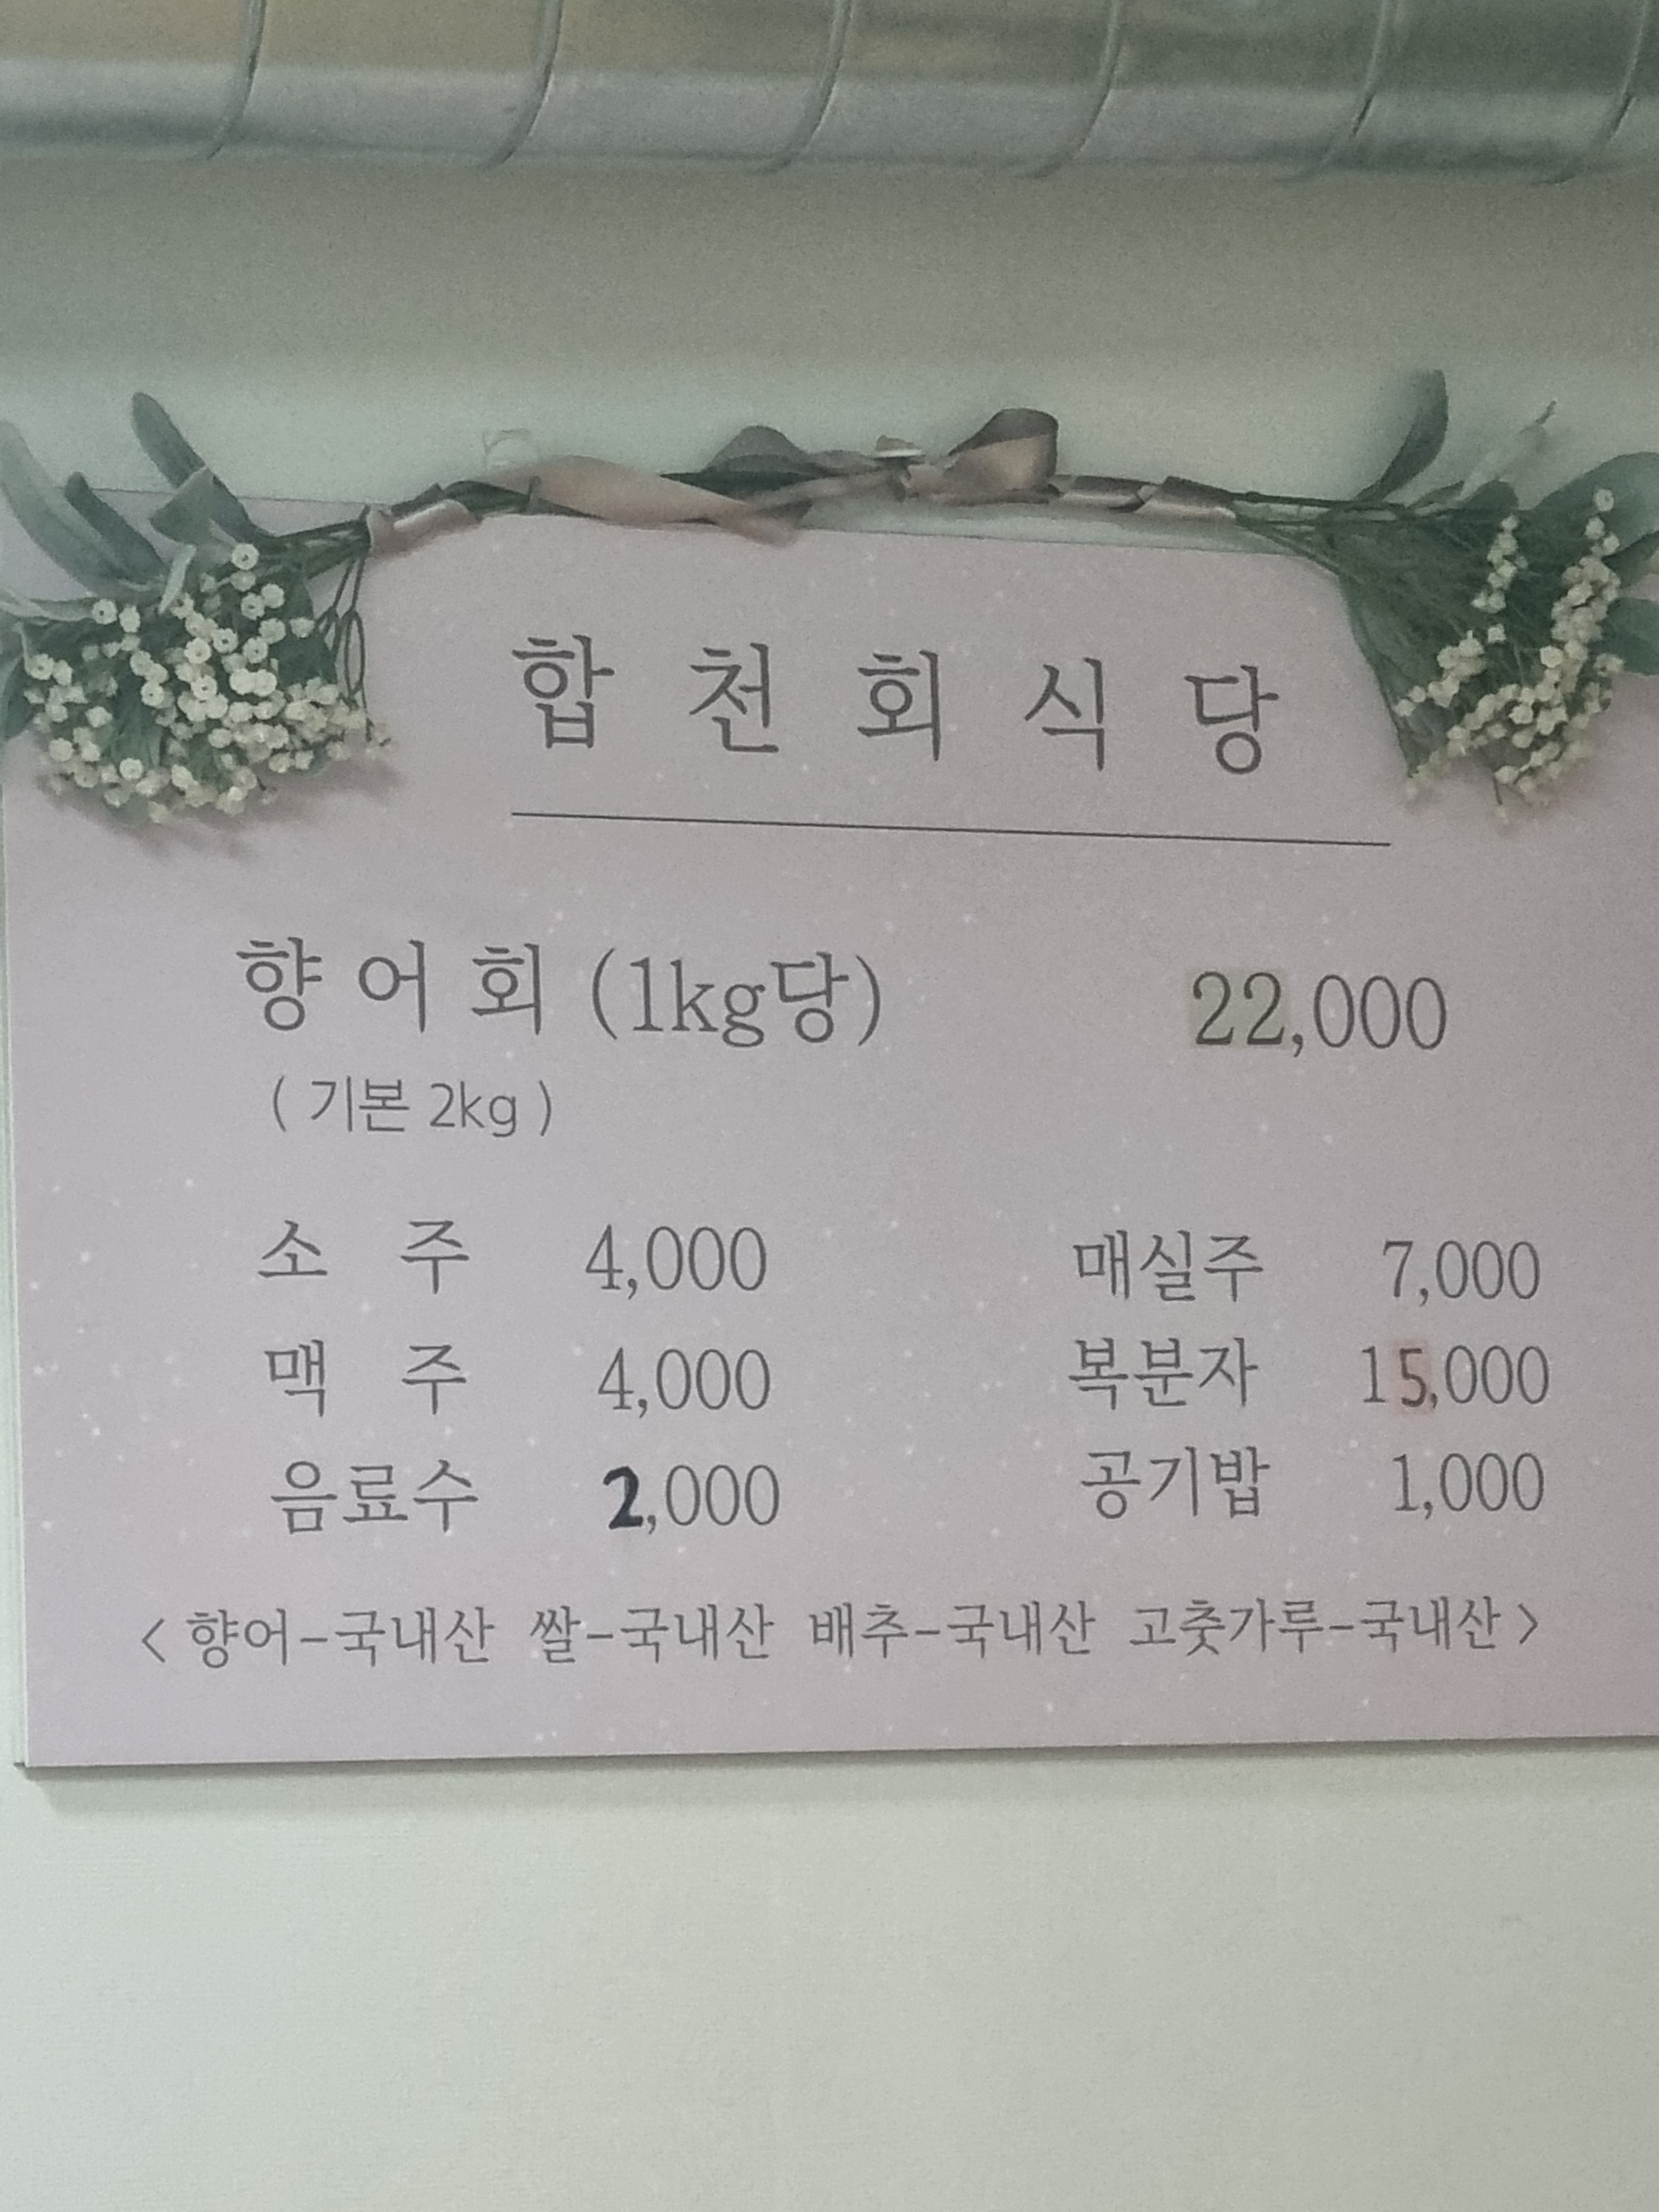 합천회식당
향어회 (1kg당) 22,000
( 기본 2kg )
소주 4,000 매실주 7,000
맥주 4,000 복분자 15,000
음료수 2,000 공기밥 1,000
< 향어-국내산 쌀-국내산 배추-국내산 고춧가루-국내산 >